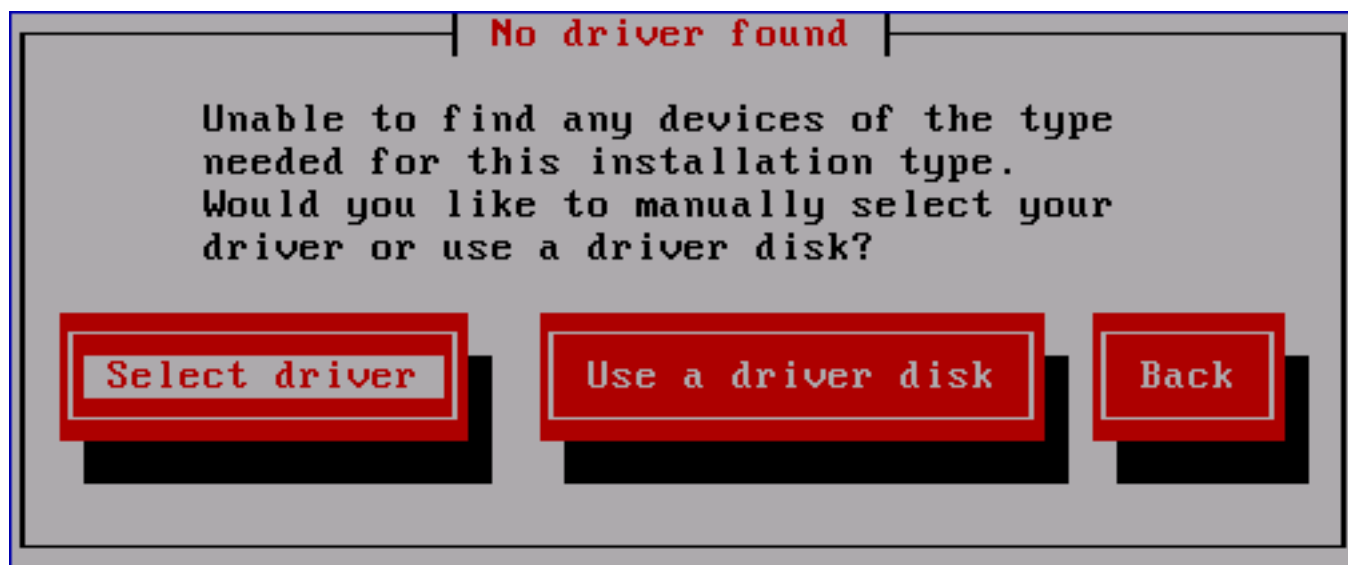 No driver found
Unable to find any devices of the type
needed for this installation type.
Would you like to manually select your
driver or use a driver disk?
Select driver
Use a driver disk
Back